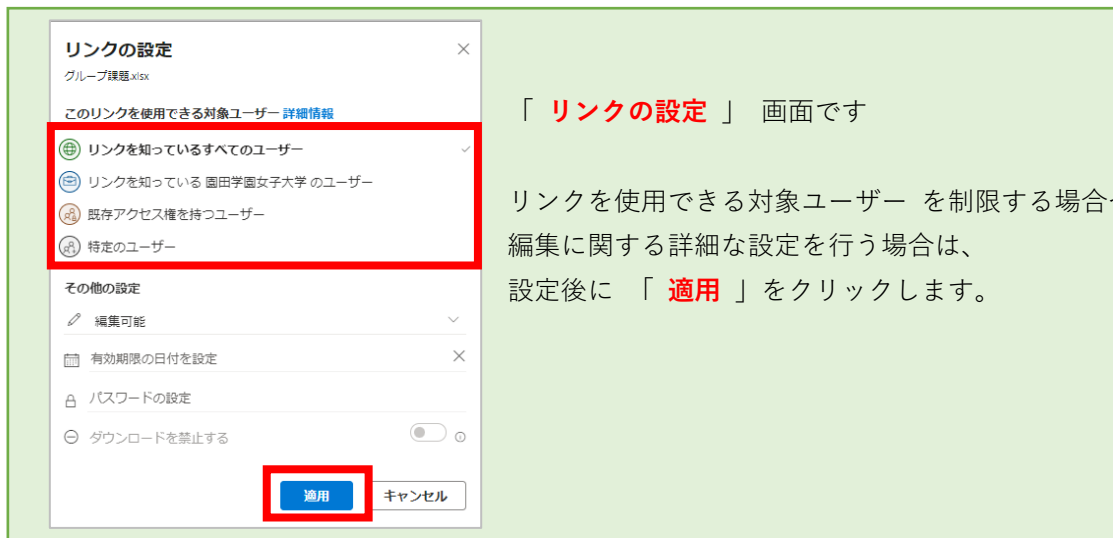 リンクの設定
グループ課題.xlsx
このリンクを使用できる対象ユーザー 詳細情報
リンクを知っているすべてのユーザー
リンクを知っている 園田学園女子大学 のユーザー
既存アクセス権を持つユーザー
特定のユーザー
その他の設定
編集可能
有効期限の日付を設定
パスワードの設定
ダウンロードを禁止する
適用 キャンセル
「 リンクの設定 」 画面です
リンクを使用できる対象ユーザー を制限する場合
編集に関する詳細な設定を行う場合は、
設定後に 「 適用 」をクリックします。